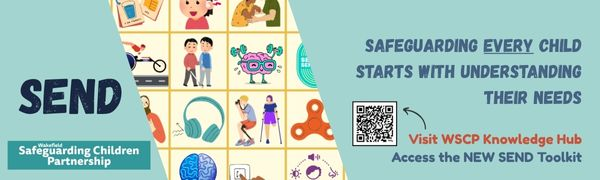 SEND
Wakefield
Safeguarding Children
Partnership
SAFEGUARDING EVERY CHILD
STARTS WITH UNDERSTANDING
THEIR NEEDS
Visit WSCP Knowledge Hub
Access the NEW SEND Toolkit